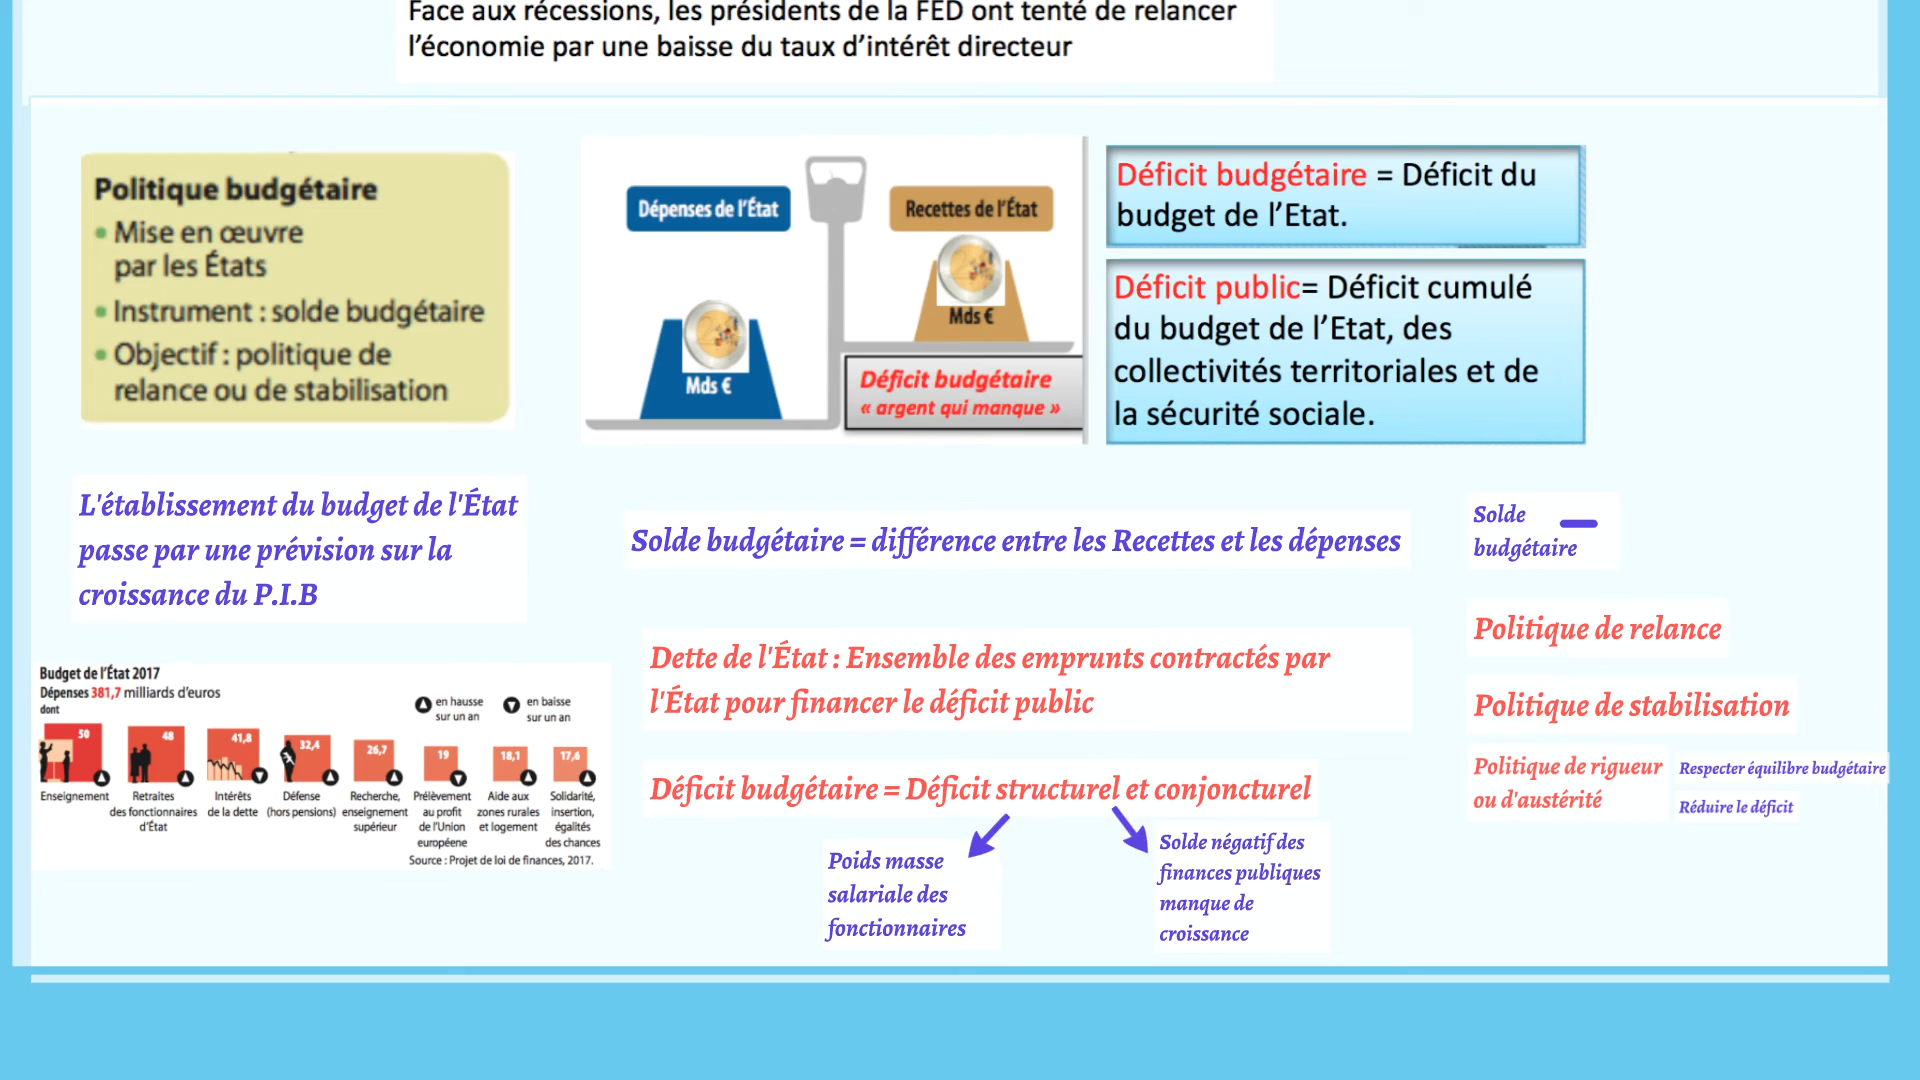 Face aux récessions, les présidents de la FED ont tenté de relancer
l’économie par une baisse du taux d’intérêt directeur
Politique budgétaire
• Mise en œuvre
par les États
• Instrument : solde budgétaire
• Objectif : politique de
relance ou de stabilisation
Dépenses de l’État
Recettes de l’État
Mds €
Mds €
Déficit budgétaire
« argent qui manque »
Déficit budgétaire = Déficit du
budget de l’Etat.
Déficit public= Déficit cumulé
du budget de l’Etat, des
collectivités territoriales et de
la sécurité sociale.
L'établissement du budget de l'État
passe par une prévision sur la
croissance du P.I.B
Solde budgétaire = différence entre les Recettes et les dépenses
Solde
budgétaire
Dette de l'État : Ensemble des emprunts contractés par
l'État pour financer le déficit public
Déficit budgétaire = Déficit structurel et conjoncturel
Poids masse
salariale des
fonctionnaires
Solde négatif des
finances publiques
manque de
croissance
Politique de relance
Politique de stabilisation
Politique de rigueur
ou d'austérité
Respecter équilibre budgétaire
Réduire le déficit
Budget de l’État 2017
Dépenses 381,7 milliards d’euros
dont
en hausse
sur un an
en baisse
sur un an
50
48
41,8
32,4
26,7
19
18,1
17,6
Enseignement
Retraites
des fonctionnaires
d’État
Intérêts
de la dette
Défense
(hors pensions)
Recherche,
enseignement
supérieur
Prélèvement
au profit
de l’Union
européene
Aide aux
zones rurales
et logement
Solidarité,
insertion,
égalités
des chances
Source : Projet de loi de finances, 2017.